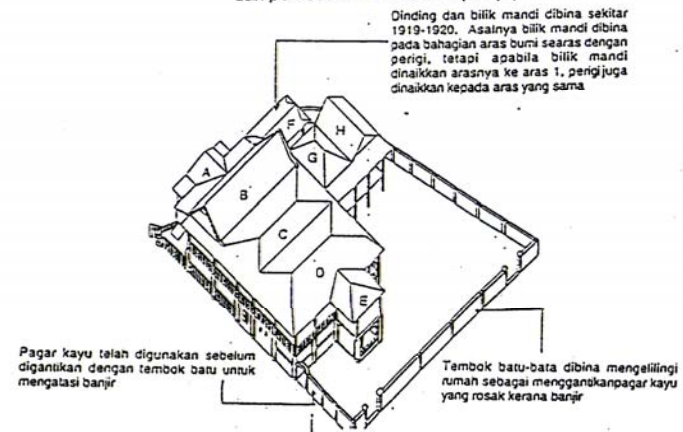 Dinding dan bilik mandi dibina sekitar
1919-1920. Asalnya bilik mandi dibina
pada bahagian aras bumi searas dengan
perigi, tetapi apabila bilik mandi
dinaikkan arasnya ke aras 1, perigi juga
dinaikkan kepada aras yang sama
F
H
G
A
B
C
D
E
Pagar kayu telah digunakan sebelum
digantikan dengan tembok batu untuk
mengatasi banjir
Tembok batu-bata dibina mengelilingi
rumah sebagai menggantikanpagar kayu
yang rosak kerana banjir